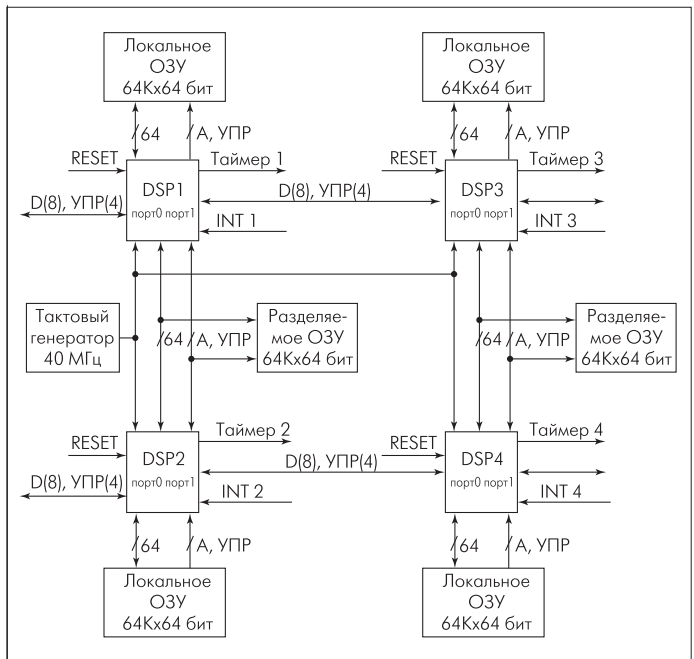 Локальное
ОЗУ
64Кx64 бит
Локальное
ОЗУ
64Кx64 бит
64
А, УПР
64
А, УПР
RESET
Таймер 1
RESET
Таймер 3
DSP1
DSP3
D(8), УПР(4)
D(8), УПР(4)
порт0 порт1
порт0 порт1
INT 1
INT 3
Тактовый
генератор
40 МГц
64
А, УПР
Разделяе-
мое ОЗУ
64Кx64 бит
64
А, УПР
Разделяе-
мое ОЗУ
64Кx64 бит
RESET
Таймер 2
RESET
Таймер 4
DSP2
DSP4
D(8), УПР(4)
D(8), УПР(4)
порт0 порт1
порт0 порт1
INT 2
INT 4
64
А, УПР
64
А, УПР
Локальное
ОЗУ
64Кx64 бит
Локальное
ОЗУ
64Кx64 бит